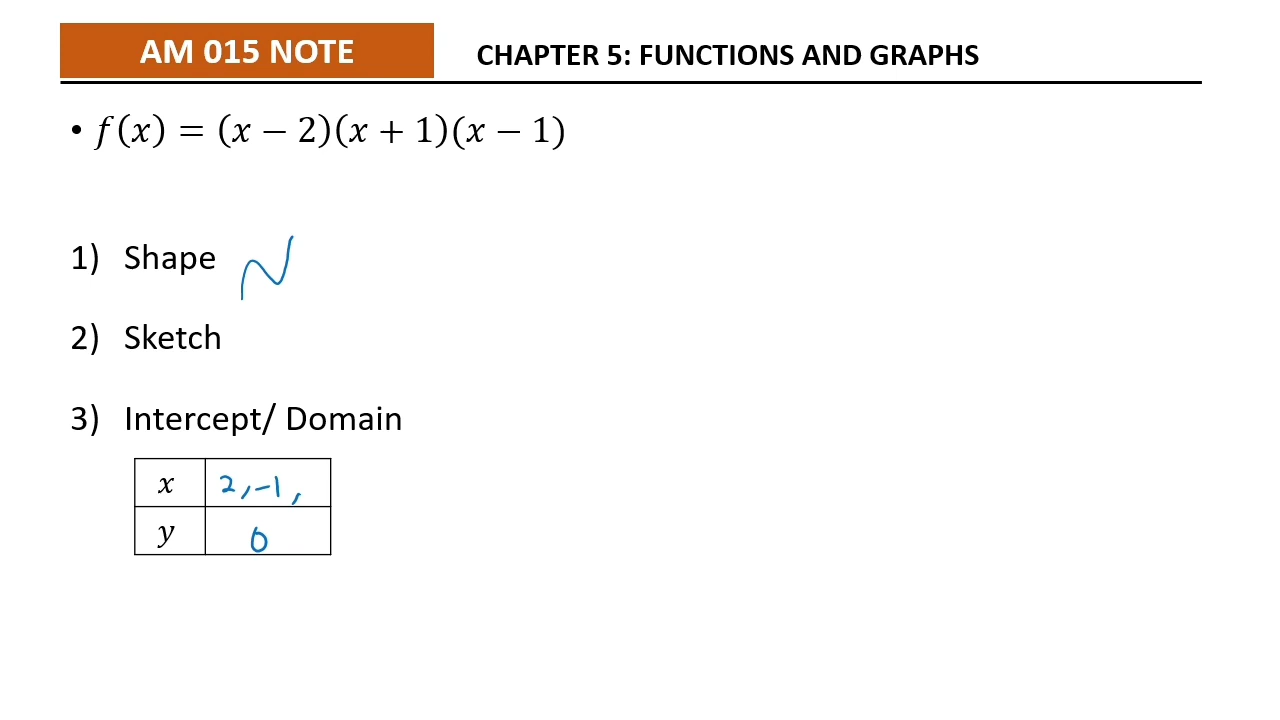 AM 015 NOTE
CHAPTER 5: FUNCTIONS AND GRAPHS
• f(x) = (x − 2)(x + 1)(x − 1)
1) Shape
2) Sketch
3) Intercept/ Domain
x 2, -1,
y 0